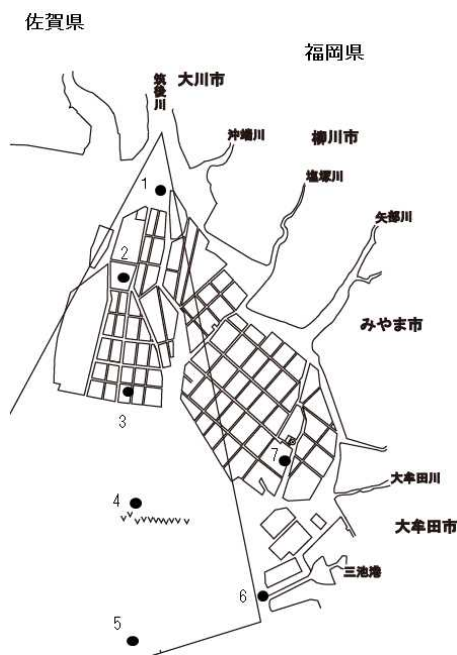 佐賀県
福岡県
筑後川
大川市
沖端川
柳川市
塩塚川
矢部川
1
2
みやま市
3
7
大牟田川
4
大牟田市
三池港
6
5